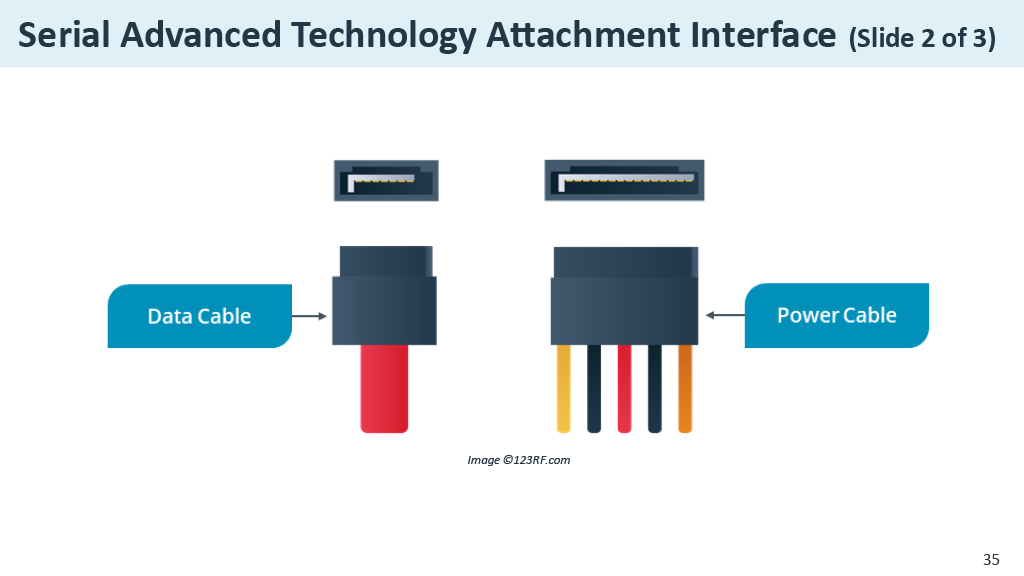 Serial Advanced Technology Attachment Interface (Slide 2 of 3)
Data Cable
Power Cable
Image ©123RF.com
35